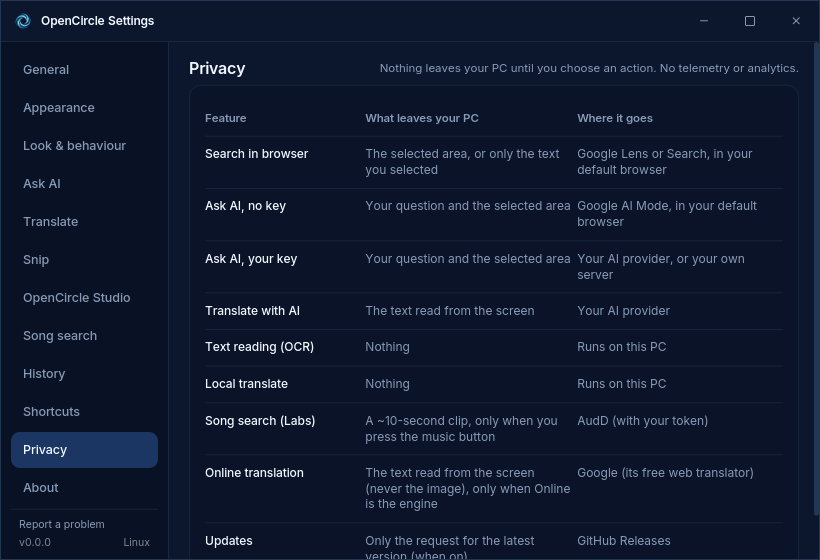 OpenCircle Settings
General
Appearance
Look & behaviour
Ask AI
Translate
Snip
OpenCircle Studio
Song search
History
Shortcuts
Privacy
About
Report a problem
v0.0.0 Linux
Privacy
Nothing leaves your PC until you choose an action. No telemetry or analytics.
Feature What leaves your PC Where it goes
Search in browser
The selected area, or only the text
you selected
Google Lens or Search, in your
default browser
Ask AI, no key
Your question and the selected area
Google AI Mode, in your default
browser
Ask AI, your key
Your question and the selected area
Your AI provider, or your own
server
Translate with AI
The text read from the screen
Your AI provider
Text reading (OCR)
Nothing
Runs on this PC
Local translate
Nothing
Runs on this PC
Song search (Labs)
A ~10-second clip, only when you
press the music button
AudD (with your token)
Online translation
The text read from the screen
(never the image), only when Online
is the engine
Google (its free web translator)
Updates
Only the request for the latest
version (when on)
GitHub Releases